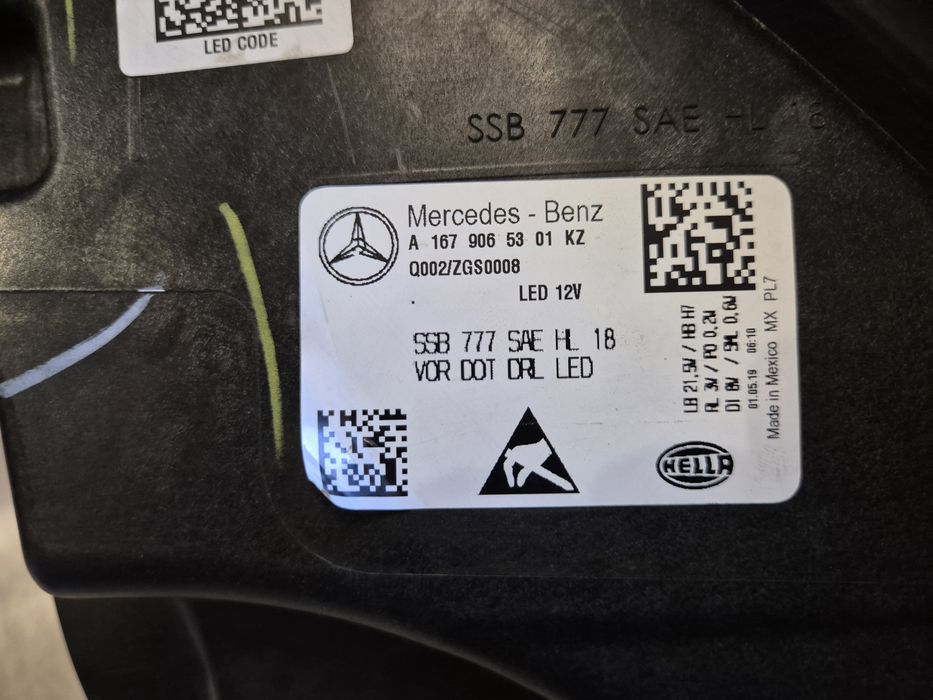 LED CODE
SSB 777 SAE HL 18
Mercedes - Benz
A 167 906 53 01 KZ
Q002/ZGS0008
LED 12V
SSB 777 SAE HL 18
VOR DOT DRL LED
LB 21,5W / HB H7
RL 3W / PO 0.2W
DI 8W / SML 0.6W
01.05.19 06:10
Made in Mexico MX PL7
HELLA